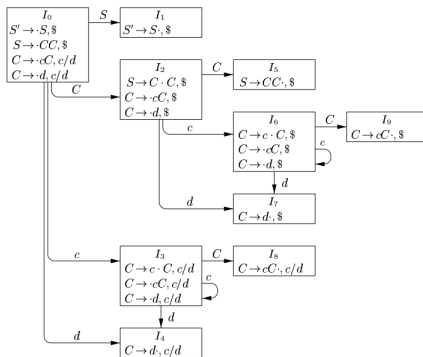 I₀
S′ → ·S, $
S → ·CC, $
C → ·cC, c/d
C → ·d, c/d
S
I₁
S′ → S·, $
C
I₂
S → C · C, $
C → ·cC, $
C → ·d, $
C
I₅
S → CC·, $
c
I₆
C → c · C, $
C → ·cC, $
C → ·d, $
C
I₉
C → cC·, $
c
d
I₇
C → d·, $
d
c
I₃
C → c · C, c/d
C → ·cC, c/d
C → ·d, c/d
C
I₈
C → cC·, c/d
c
d
d
I₄
C → d·, c/d